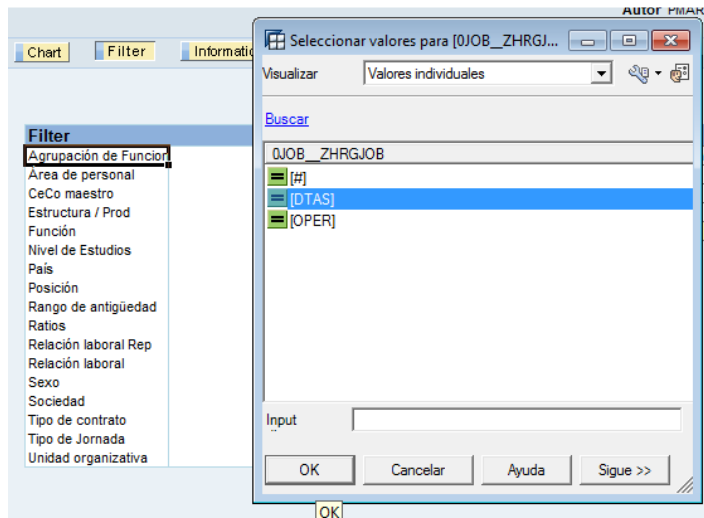 Autor PMAR
Chart
Filter
Informatic
Seleccionar valores para [0JOB__ZHRGJ...
Visualizar
Valores individuales
Buscar
Filter
Agrupación de Funcion
Área de personal
CeCo maestro
Estructura / Prod
Función
Nivel de Estudios
País
Posición
Rango de antigüedad
Ratios
Relación laboral Rep
Relación laboral
Sexo
Sociedad
Tipo de contrato
Tipo de Jornada
Unidad organizativa
0JOB__ZHRGJOB
[#]
[DTAS]
[OPER]
Input
OK
Cancelar
Ayuda
Sigue >>
OK